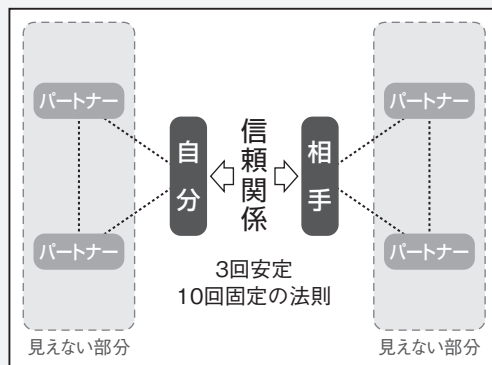 パートナー
パートナー
見えない部分
自分
信頼関係
相手
3回安定
10回固定の法則
パートナー
パートナー
見えない部分